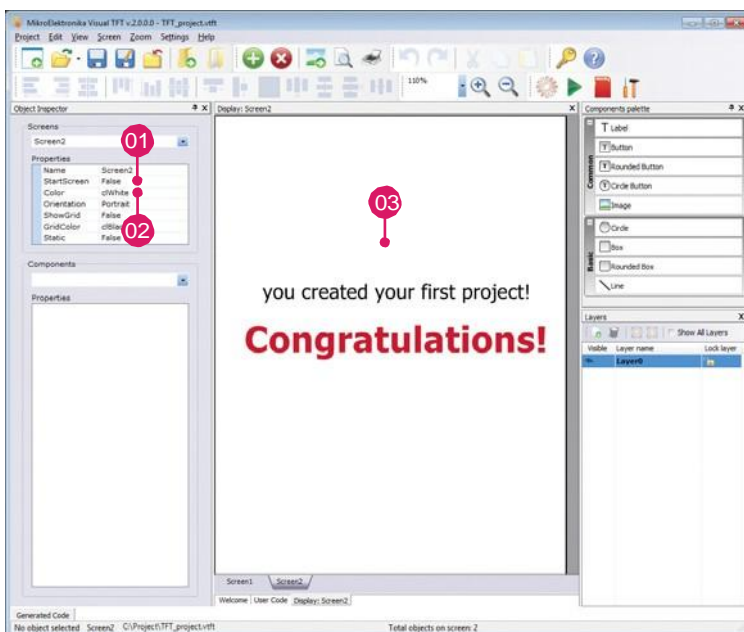 MikroElektronika Visual TFT v.2.0.0.0 - TFT_project.vtft
Project Edit View Screen Zoom Settings Help
110%
Object Inspector
Screens
Screen2
Properties
Name Screen2
StartScreen False
Color clWhite
Orientation Portrait
ShowGrid False
GridColor clBlac
Static False
01
02
Components
Properties
Display: Screen2
03
you created your first project!
Congratulations!
Screen1 Screen2
Welcome User Code Display: Screen2
Components palette
Common
Label
Button
Rounded Button
Circle Button
Image
Basic
Circle
Box
Rounded Box
Line
Layers
Show All Layers
Visible Layer name Lock layer
Layer0
Generated Code
No object selected Screen2 C:\Project\TFT_project.vtft Total objects on screen: 2